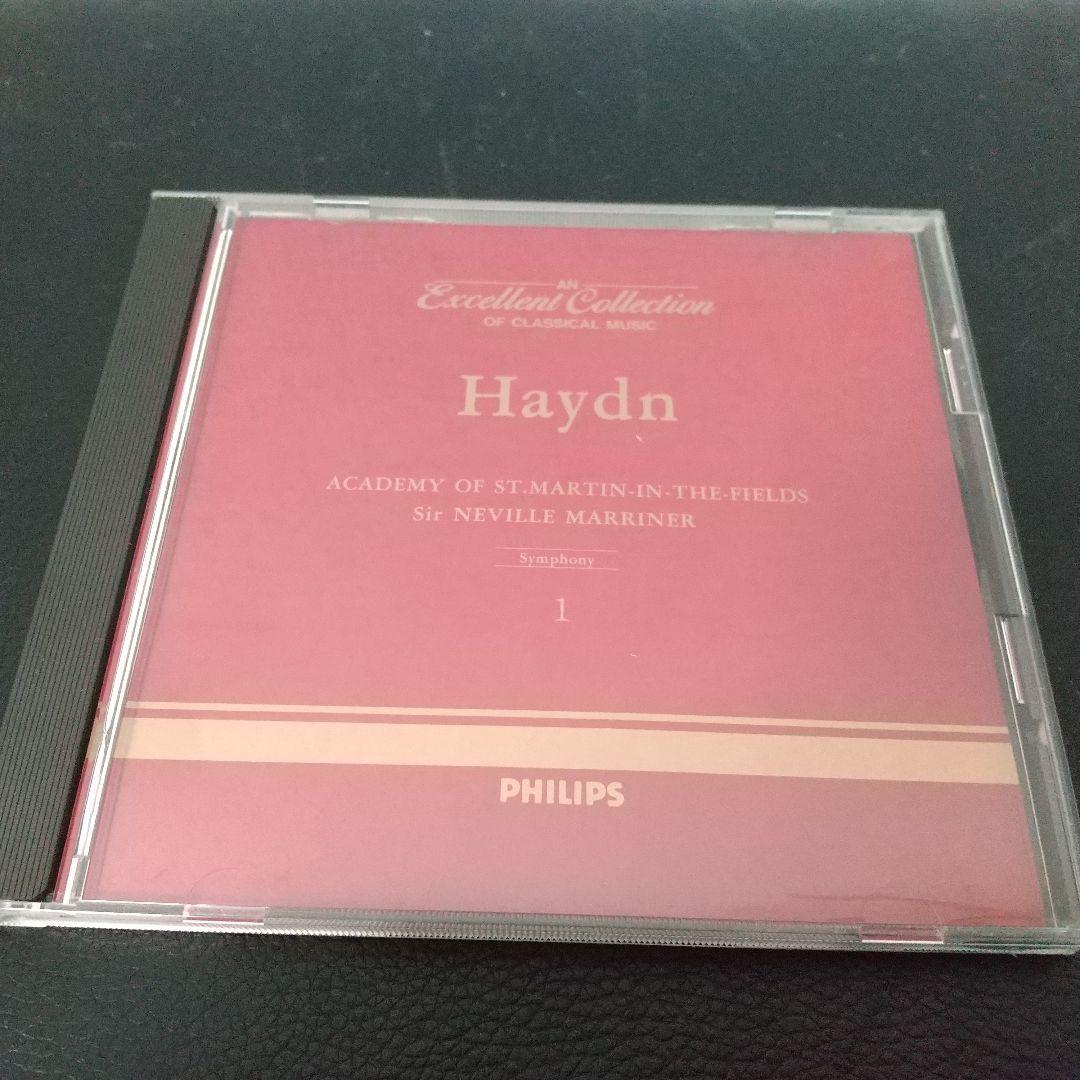 AN
Excellent Collection
OF CLASSICAL MUSIC
Haydn
ACADEMY OF ST.MARTIN-IN-THE-FIELDS
Sir NEVILLE MARRINER
Symphony
1
PHILIPS